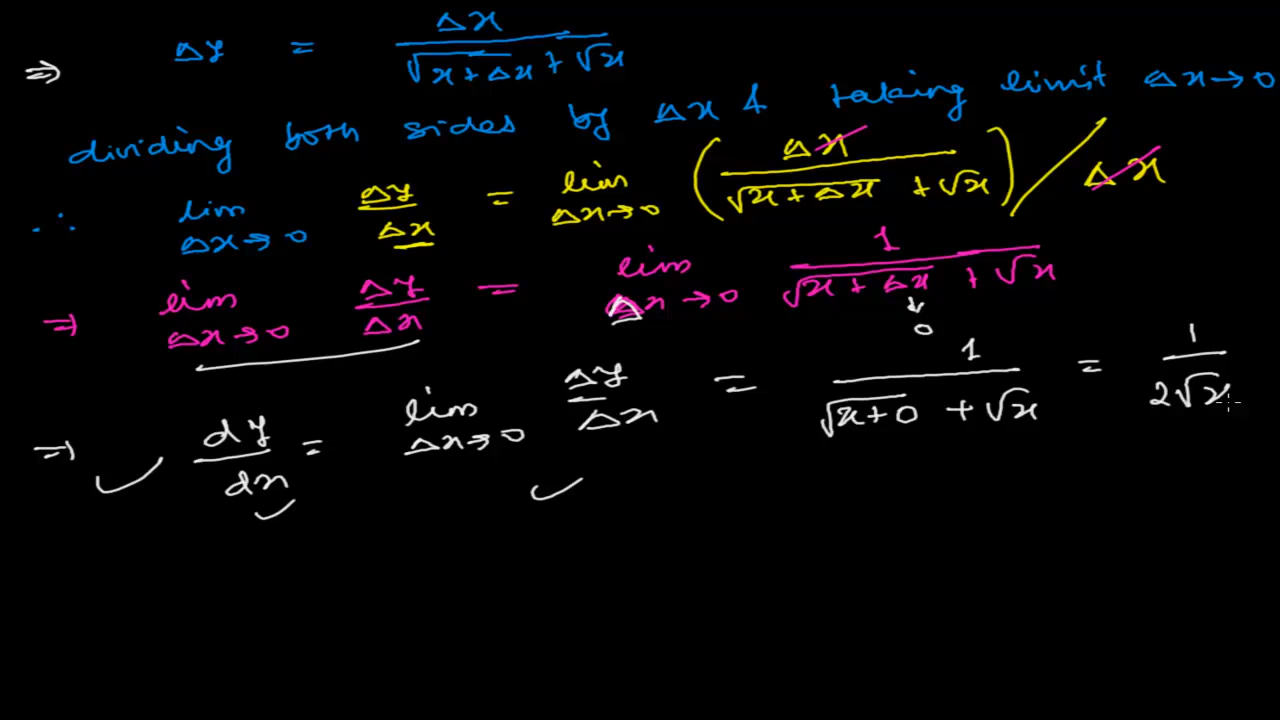 ⇒ Δy = Δx / (√(x+Δx) + √x)
dividing both sides by Δx & taking limit Δx→0
∴ lim Δx→0 Δy/Δx = lim Δx→0 (Δx / (√(x+Δx) + √x)) / Δx
⇒ lim Δx→0 Δy/Δx = lim Δx→0 1 / (√(x+Δx) + √x)
↓
0
⇒ dy/dx = lim Δx→0 Δy/Δx = 1 / (√(x+0) + √x) = 1 / (2√x)